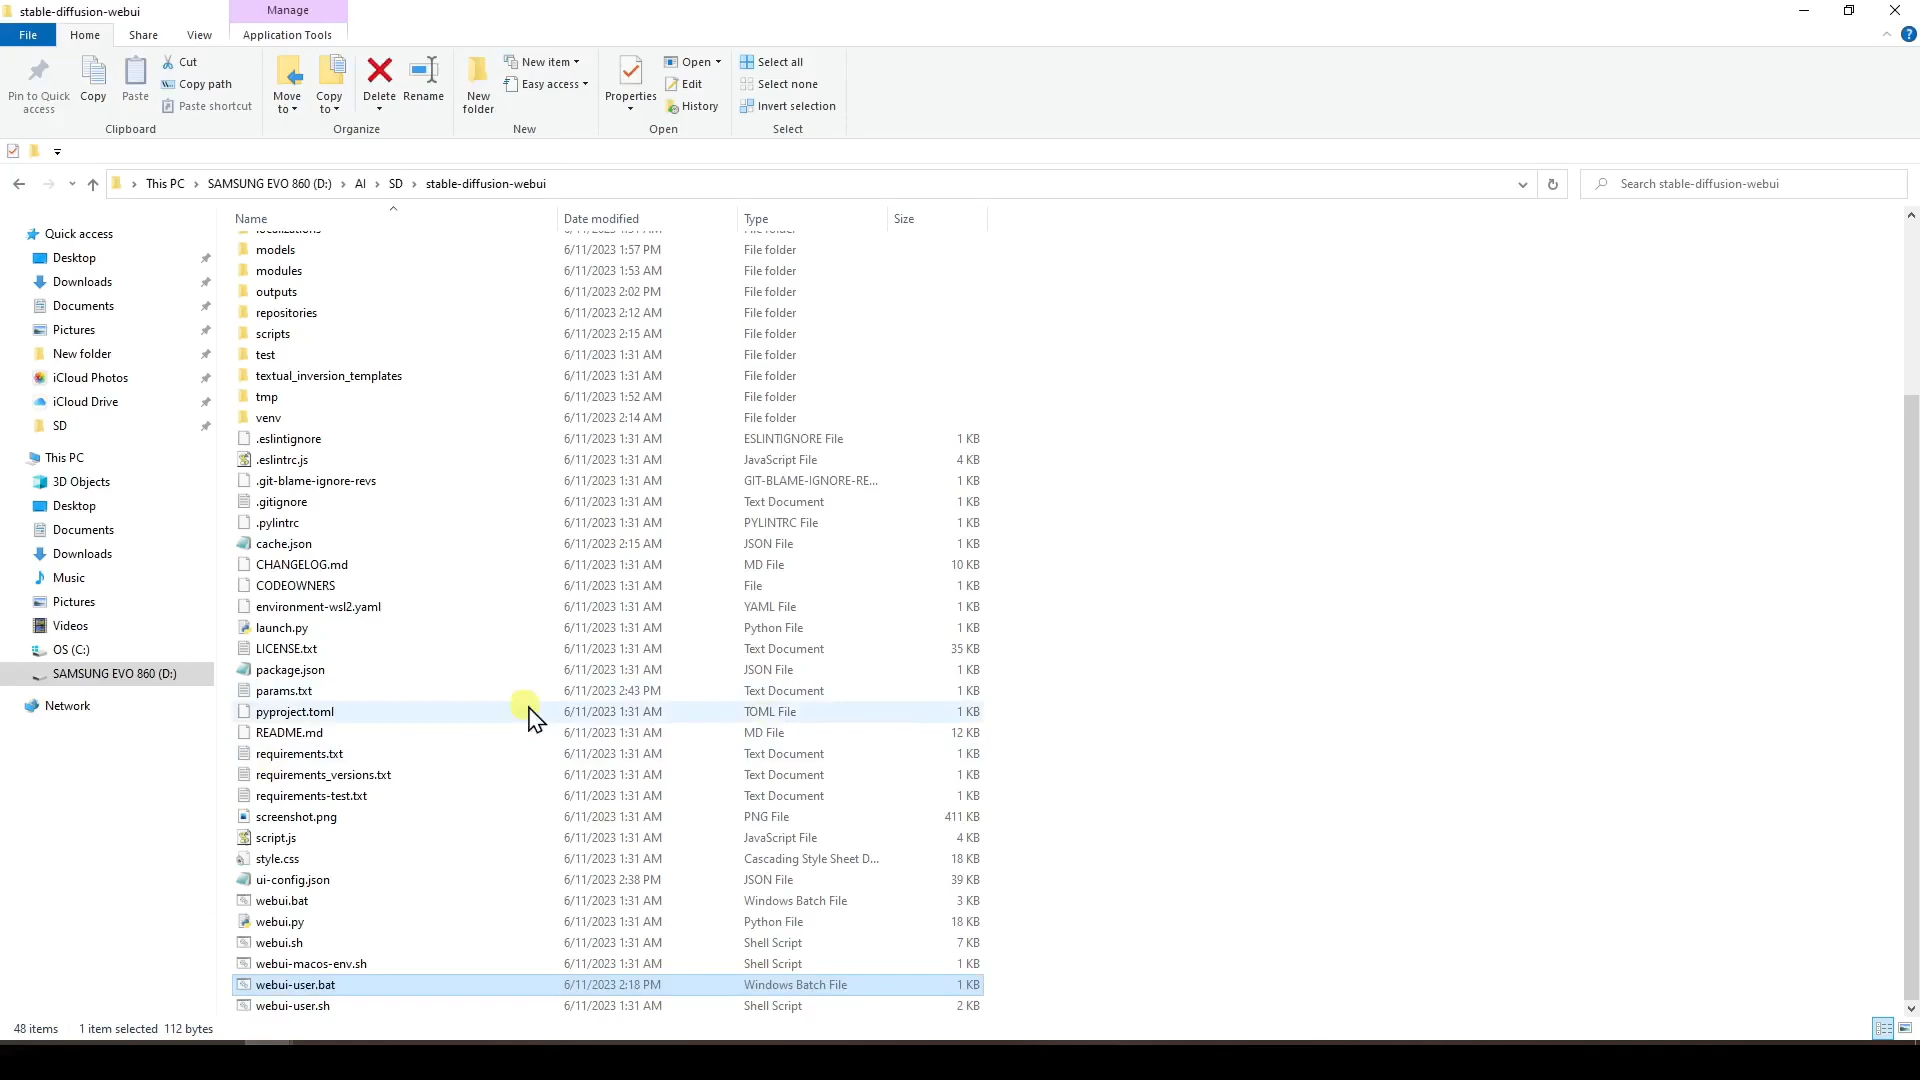 stable-diffusion-webui
Manage
File
Home
Share
View
Application Tools
Pin to Quick access
Copy
Paste
Cut
Copy path
Paste shortcut
Clipboard
Move to
Copy to
Delete
Rename
Organize
New folder
New item
Easy access
New
Properties
Open
Edit
History
Open
Select all
Select none
Invert selection
Select
This PC > SAMSUNG EVO 860 (D:) > AI > SD > stable-diffusion-webui
Search stable-diffusion-webui
Quick access
Desktop
Downloads
Documents
Pictures
New folder
iCloud Photos
iCloud Drive
SD
This PC
3D Objects
Desktop
Documents
Downloads
Music
Pictures
Videos
OS (C:)
SAMSUNG EVO 860 (D:)
Network
Name Date modified Type Size
models 6/11/2023 1:57 PM File folder
modules 6/11/2023 1:53 AM File folder
outputs 6/11/2023 2:02 PM File folder
repositories 6/11/2023 2:12 AM File folder
scripts 6/11/2023 2:15 AM File folder
test 6/11/2023 1:31 AM File folder
textual_inversion_templates 6/11/2023 1:31 AM File folder
tmp 6/11/2023 1:52 AM File folder
venv 6/11/2023 2:14 AM File folder
.eslintignore 6/11/2023 1:31 AM ESLINTIGNORE File 1 KB
.eslintrc.js 6/11/2023 1:31 AM JavaScript File 4 KB
.git-blame-ignore-revs 6/11/2023 1:31 AM GIT-BLAME-IGNORE-RE... 1 KB
.gitignore 6/11/2023 1:31 AM Text Document 1 KB
.pylintrc 6/11/2023 1:31 AM PYLINTRC File 1 KB
cache.json 6/11/2023 2:15 AM JSON File 1 KB
CHANGELOG.md 6/11/2023 1:31 AM MD File 10 KB
CODEOWNERS 6/11/2023 1:31 AM File 1 KB
environment-wsl2.yaml 6/11/2023 1:31 AM YAML File 1 KB
launch.py 6/11/2023 1:31 AM Python File 1 KB
LICENSE.txt 6/11/2023 1:31 AM Text Document 35 KB
package.json 6/11/2023 1:31 AM JSON File 1 KB
params.txt 6/11/2023 2:43 PM Text Document 1 KB
pyproject.toml 6/11/2023 1:31 AM TOML File 1 KB
README.md 6/11/2023 1:31 AM MD File 12 KB
requirements.txt 6/11/2023 1:31 AM Text Document 1 KB
requirements_versions.txt 6/11/2023 1:31 AM Text Document 1 KB
requirements-test.txt 6/11/2023 1:31 AM Text Document 1 KB
screenshot.png 6/11/2023 1:31 AM PNG File 411 KB
script.js 6/11/2023 1:31 AM JavaScript File 4 KB
style.css 6/11/2023 1:31 AM Cascading Style Sheet D... 18 KB
ui-config.json 6/11/2023 2:38 PM JSON File 39 KB
webui.bat 6/11/2023 1:31 AM Windows Batch File 3 KB
webui.py 6/11/2023 1:31 AM Python File 18 KB
webui.sh 6/11/2023 1:31 AM Shell Script 7 KB
webui-macos-env.sh 6/11/2023 1:31 AM Shell Script 1 KB
webui-user.bat 6/11/2023 2:18 PM Windows Batch File 1 KB
webui-user.sh 6/11/2023 1:31 AM Shell Script 2 KB
48 items 1 item selected 112 bytes